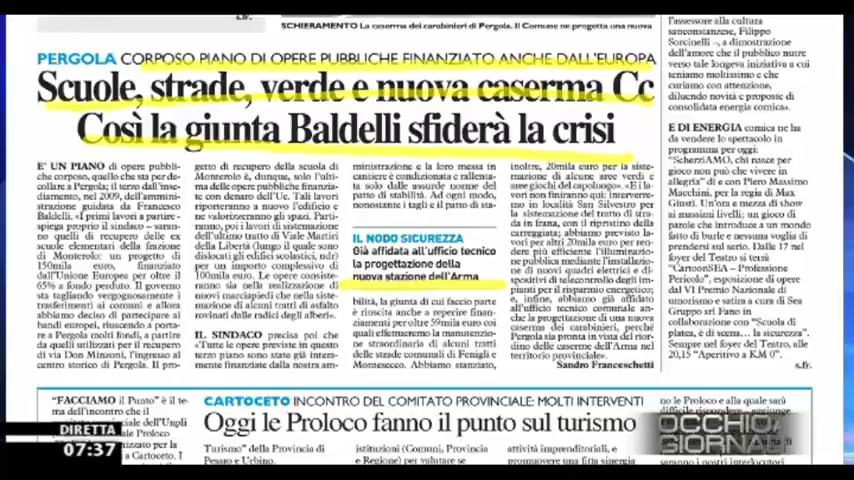 s.fr.
SCHIERAMENTO La caserma dei carabinieri di Pergola. Il Comune ne progetta una nuova
PERGOLA CORPOSO PIANO DI OPERE PUBBLICHE FINANZIATO ANCHE DALL'EUROPA
Scuole, strade, verde e nuova caserma Cc
Così la giunta Baldelli sfiderà la crisi
E' UN PIANO di opere pubbli-
che corposo, quello che sta per de-
collare a Pergola; il terzo dall'inse-
diamento, nel 2009, dell'ammini-
strazione guidata da Francesco
Baldelli. «I primi lavori a partire -
spiega proprio il sindaco - saran-
no quelli di recupero delle ex
scuole elementari della frazione
di Monterolo: un progetto di
150mila euro, finanziato
dall'Unione Europea per oltre il
65% a fondo perduto. Il governo
sta tagliando vergognosamente i
trasferimenti ai comuni e allora
abbiamo deciso di partecipare ai
bandi europei, riuscendo a porta-
re a Pergola molti fondi, a partire
da quelli utilizzati per il recupero
di via Don Minzoni, l'ingresso al
centro storico di Pergola. Il pro-
getto di recupero della scuola di
Monterolo è, dunque, solo l'ulti-
ma delle opere pubbliche finanzia-
te con denaro dell'Ue. Tali lavori
riporteranno a nuovo l'edificio e
ne valorizzeranno gli spazi. Parti-
ranno, poi i lavori di sistemazione
dell'ultimo tratto di Viale Martiri
della Libertà (lungo il quale sono
dislocati gli edifici scolastici, ndr)
per un importo complessivo di
100mila euro. Le opere consiste-
ranno sia nella realizzazione di
nuovi marciapiedi che nella siste-
mazione di alcuni tratti di asfalto
rovinato dalle radici degli alberi».
IL SINDACO precisa poi che
«Tutte le opere previste in questo
terzo piano sono state già intera-
mente finanziate dalla nostra am-
ministrazione e la loro messa in
cantiere è condizionata e rallenta-
ta solo dalle assurde norme del
patto di stabilità. Ad ogni modo,
nonostante i tagli e il patto di sta-
IL NODO SICUREZZA
Già affidata all'ufficio tecnico
la progettazione della
nuova stazione dell'Arma
bilità, la giunta di cui faccio parte
è riuscita anche a reperire finanzia-
menti per oltre 59mila euro coi
quali effettueremo la manutenzio-
ne straordinaria di alcuni tratti
delle strade comunali di Fenigli e
Montesecco. Abbiamo stanziato,
inoltre, 20mila euro per la siste-
mazione di alcune aree verdi e
aree giochi del capoluogo». «E i la-
vori non finiranno qui: interverre-
mo in località San Silvestro per
la sistemazione del tratto di stra-
da in frana, con il ripristino della
carreggiata; abbiamo previsto la-
vori per altri 20mila euro per ren-
dere più efficiente l'illuminazio-
ne pubblica mediante l'installazio-
ne di nuovi quadri elettrici e di-
spositivi di telecontrollo degli im-
pianti per il risparmio energetico;
e, infine, abbiamo già affidato
all'ufficio tecnico comunale an-
che la progettazione di una nuova
caserma dei carabinieri, perché
Pergola sia pronta in vista del rior-
dino delle caserme dell'Arma nel
territorio provinciale».
Sandro Franceschetti
l'assessore alla cultura
sanconstanzese, Filippo
Sorcinelli -, a dimostrazione
dell'amore che il pubblico nutre
verso tale longeva iniziativa a cui
teniamo moltissimo e che
curiamo con attenzione,
diluendo novità e proposte di
consolidata energia comica».
E DI ENERGIA comica ne ha
da vendere lo spettacolo in
programma per oggi:
"ScherziAMO, chi nasce per
gioco non può che vivere in
allegria" di e con Piero Massimo
Macchini, per la regia di Max
Giusti. Un'ora e mezza di show
ai massimi livelli; un gioco di
parole che introduce a un mondo
fatto di burle e nessuna voglia di
prendersi sul serio. Dalle 17 nel
foyer del Teatro si terrà
"CartoonSEA - Professione
Pericolo", esposizione di opere
dal VI Premio Nazionale di
umorismo e satira a cura di Sea
Gruppo srl Fano in
collaborazione con "Scuola di
platea, c'è di scena... la sicurezza".
Sempre nel foyer del Teatro, alle
20,15 "Aperitivo a KM 0".
s.fr.
CARTOCETO INCONTRO DEL COMITATO PROVINCIALE: MOLTI INTERVENTI
Oggi le Proloco fanno il punto sul turismo
"FACCIAMO il Punto" è il te-
ma dell'incontro che il
Turismo" della Provincia di
Pesaro e Urbino.
istituzioni (Comuni, Provincia
e Regione) per valutare se
attività imprenditoriali, e
promuovere una fitta sinergia
no le Proloco e alla quale sarà
saranno i nostri interlocutori
DIRETTA
07:37
OCCHIO AI
GIORNALI